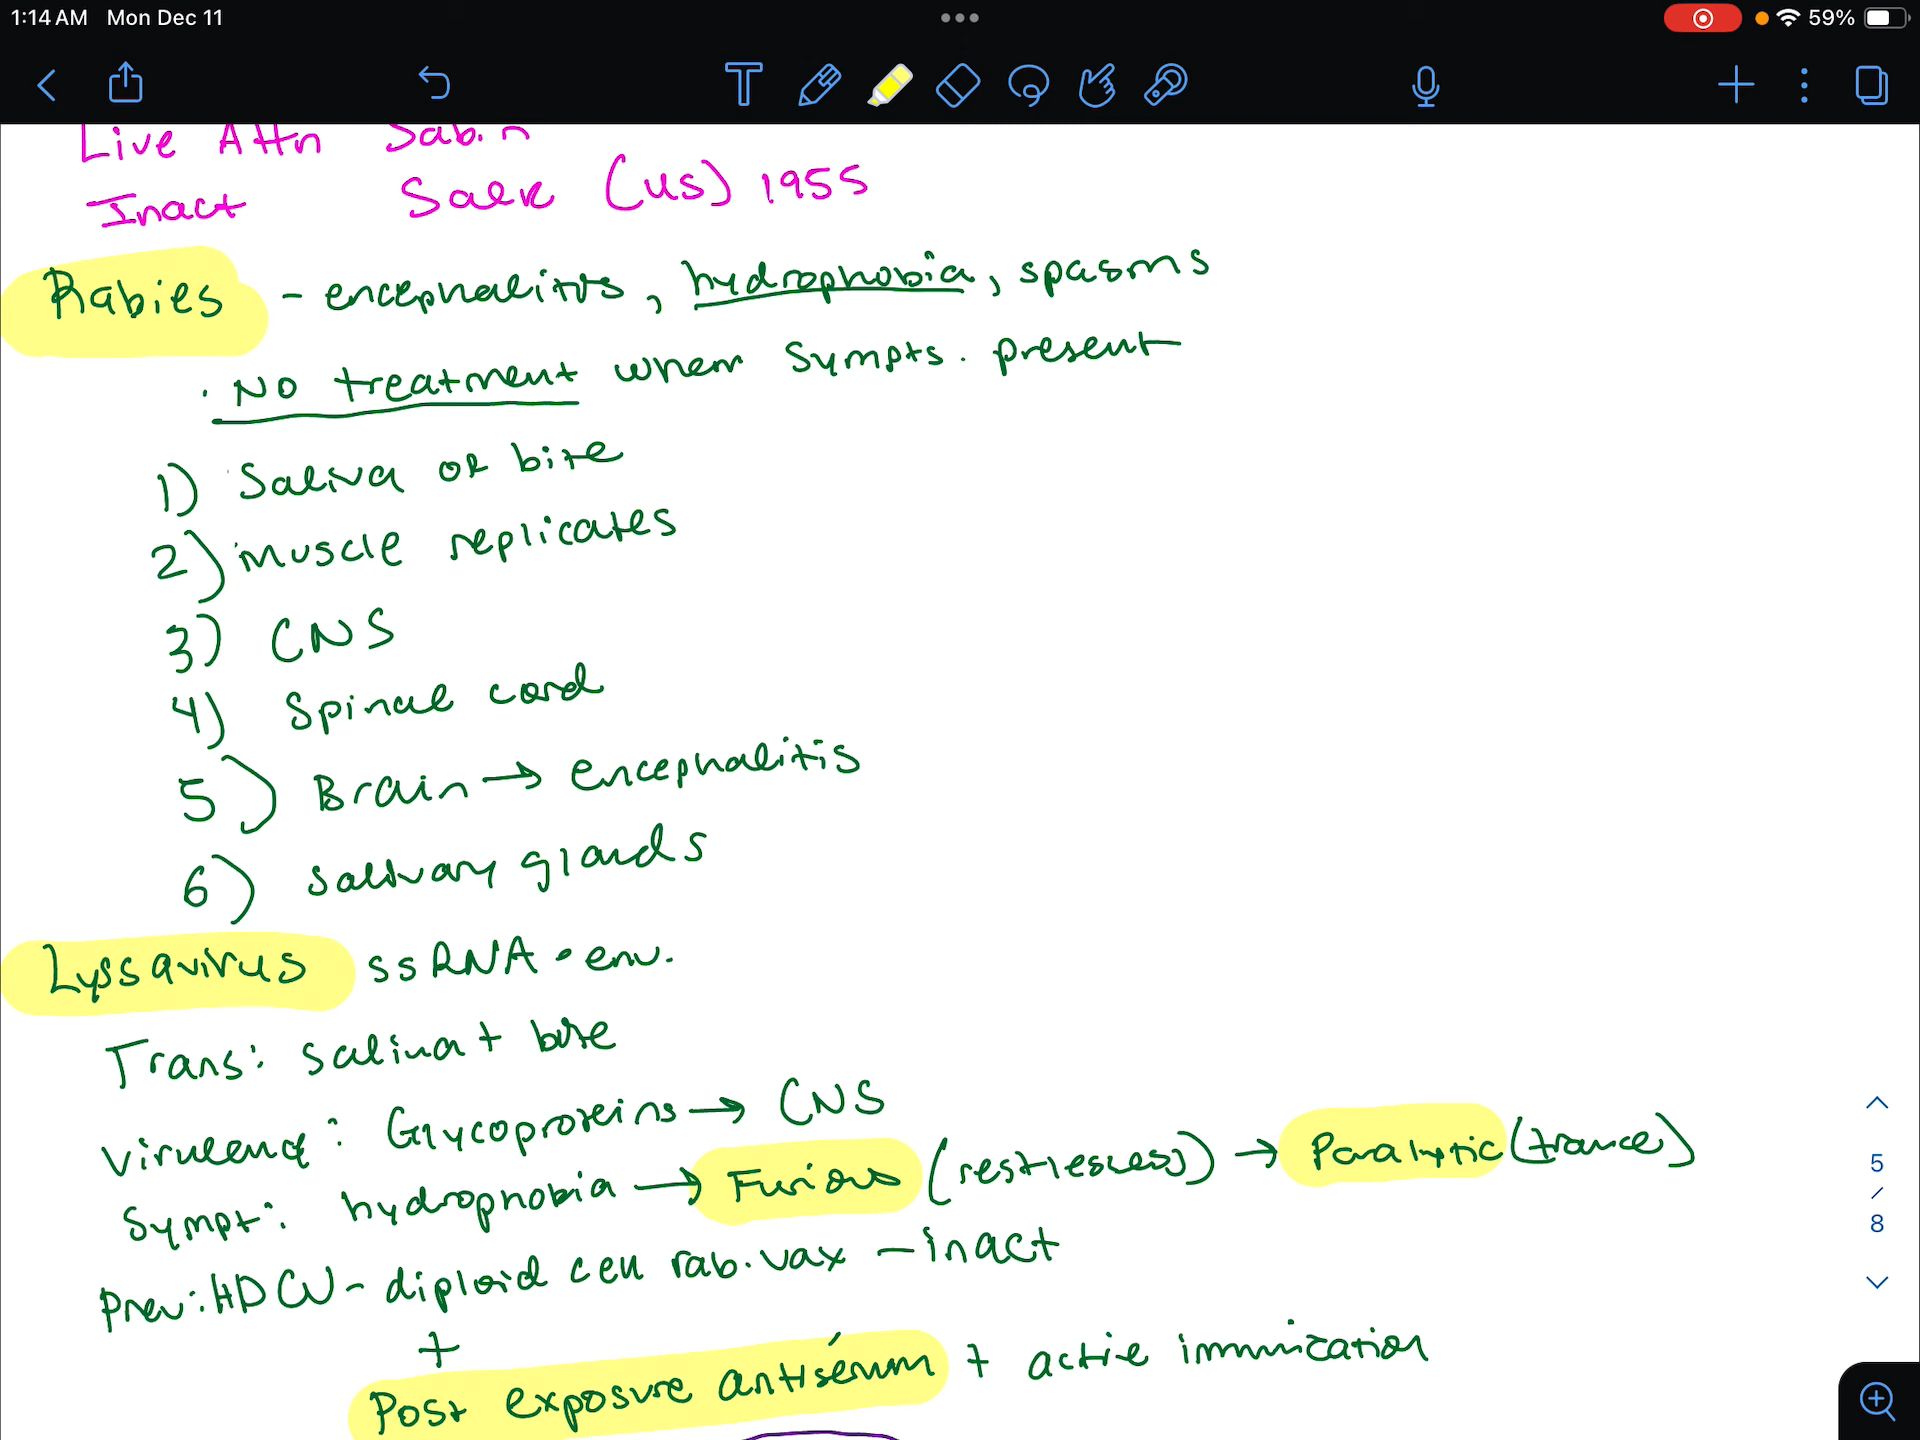 1:14 AM Mon Dec 11
59%
Live Attn Sabin
Inact Salk (US) 1955
Rabies - encephalitis, hydrophobia, spasms
. No treatment when Sympts. present
1) Saliva or bite
2) muscle replicates
3) CNS
4) Spinal cord
5) Brain → encephalitis
6) Salivary glands
Lyssavirus ssRNA • env.
Trans: saliva + bite
Virulence: Glycoproteins → CNS
Sympt: hydrophobia → Furious (restlessness) → Paralytic (trance)
Prev: HDCV - diploid cell rab. vax - inact
+
Post exposure antiserum + active immunization
5
/
8